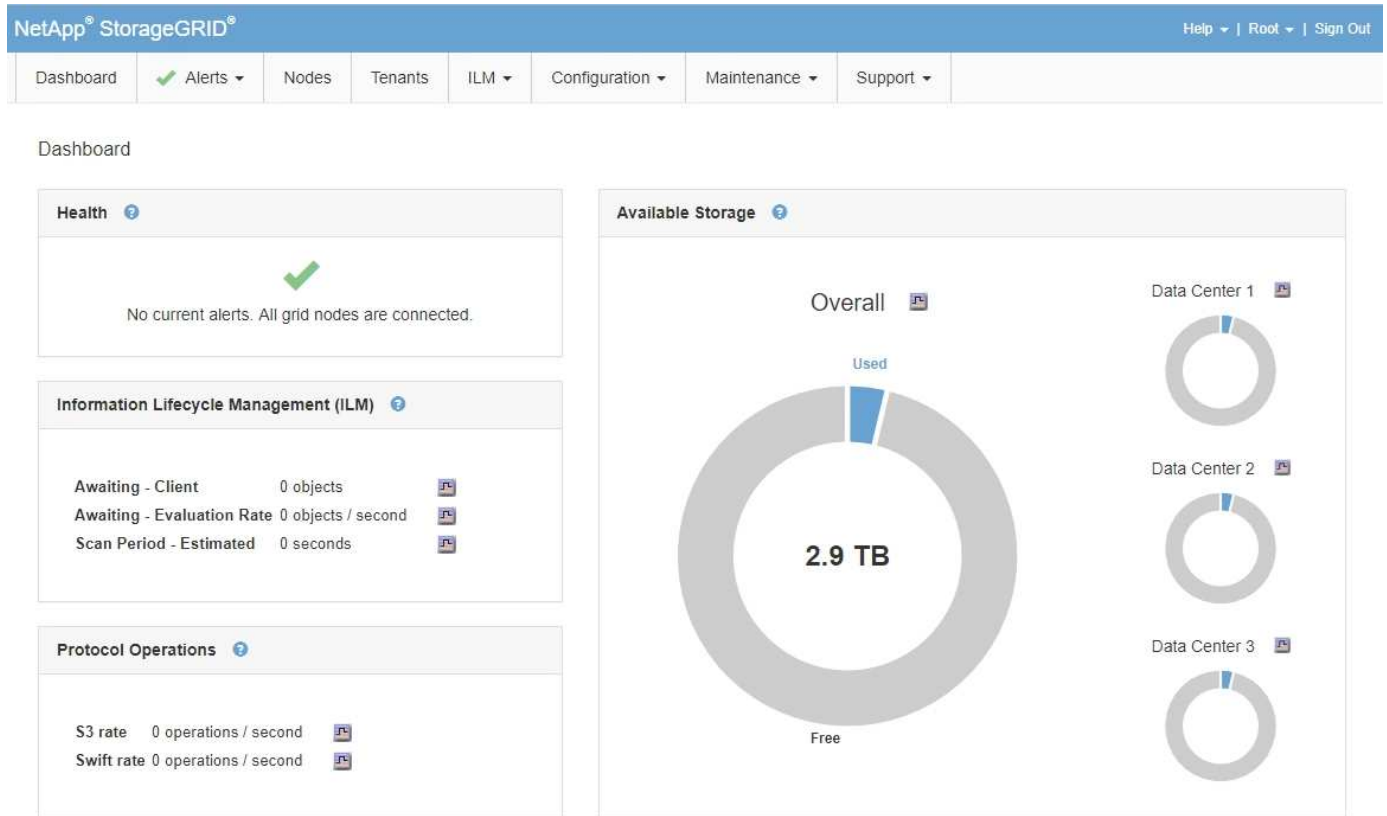 NetApp® StorageGRID®
Help | Root | Sign Out
Dashboard
Alerts
Nodes
Tenants
ILM
Configuration
Maintenance
Support
Dashboard
Health
No current alerts. All grid nodes are connected.
Information Lifecycle Management (ILM)
Awaiting - Client 0 objects
Awaiting - Evaluation Rate 0 objects / second
Scan Period - Estimated 0 seconds
Protocol Operations
S3 rate 0 operations / second
Swift rate 0 operations / second
Available Storage
Overall
Used
2.9 TB
Free
Data Center 1
Data Center 2
Data Center 3